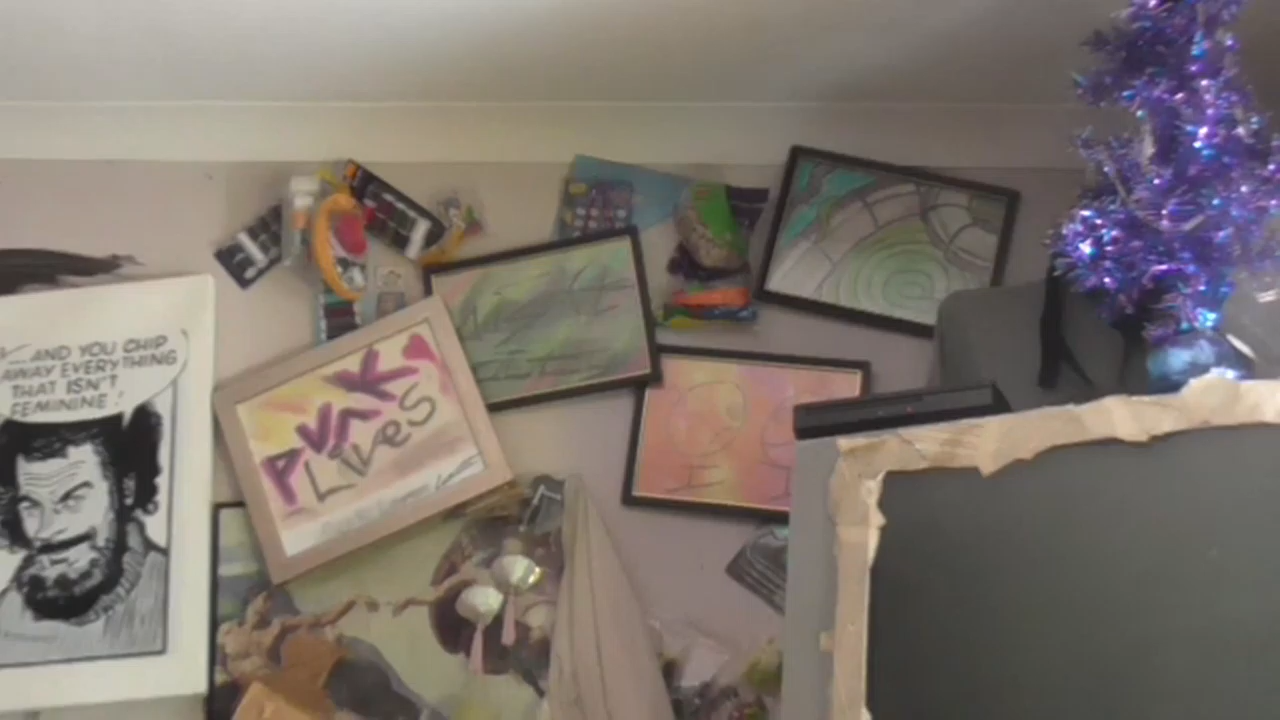 ... AND YOU CHIP
AWAY EVERYTHING
THAT ISN'T
FEMININE!
PUNK
LiveS